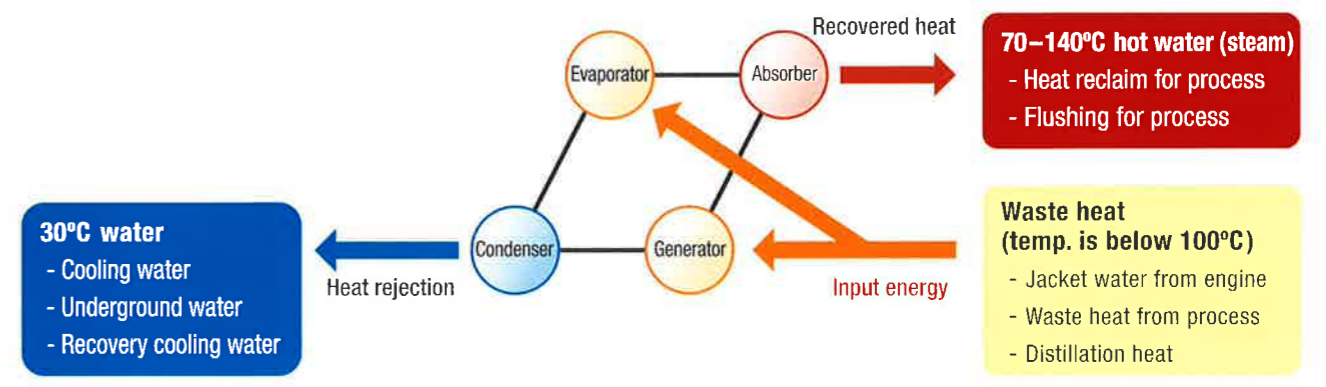 Recovered heat
Evaporator
Absorber
70–140ºC hot water (steam)
- Heat reclaim for process
- Flushing for process
30ºC water
- Cooling water
- Underground water
- Recovery cooling water
Heat rejection
Condenser
Generator
Input energy
Waste heat
(temp. is below 100ºC)
- Jacket water from engine
- Waste heat from process
- Distillation heat